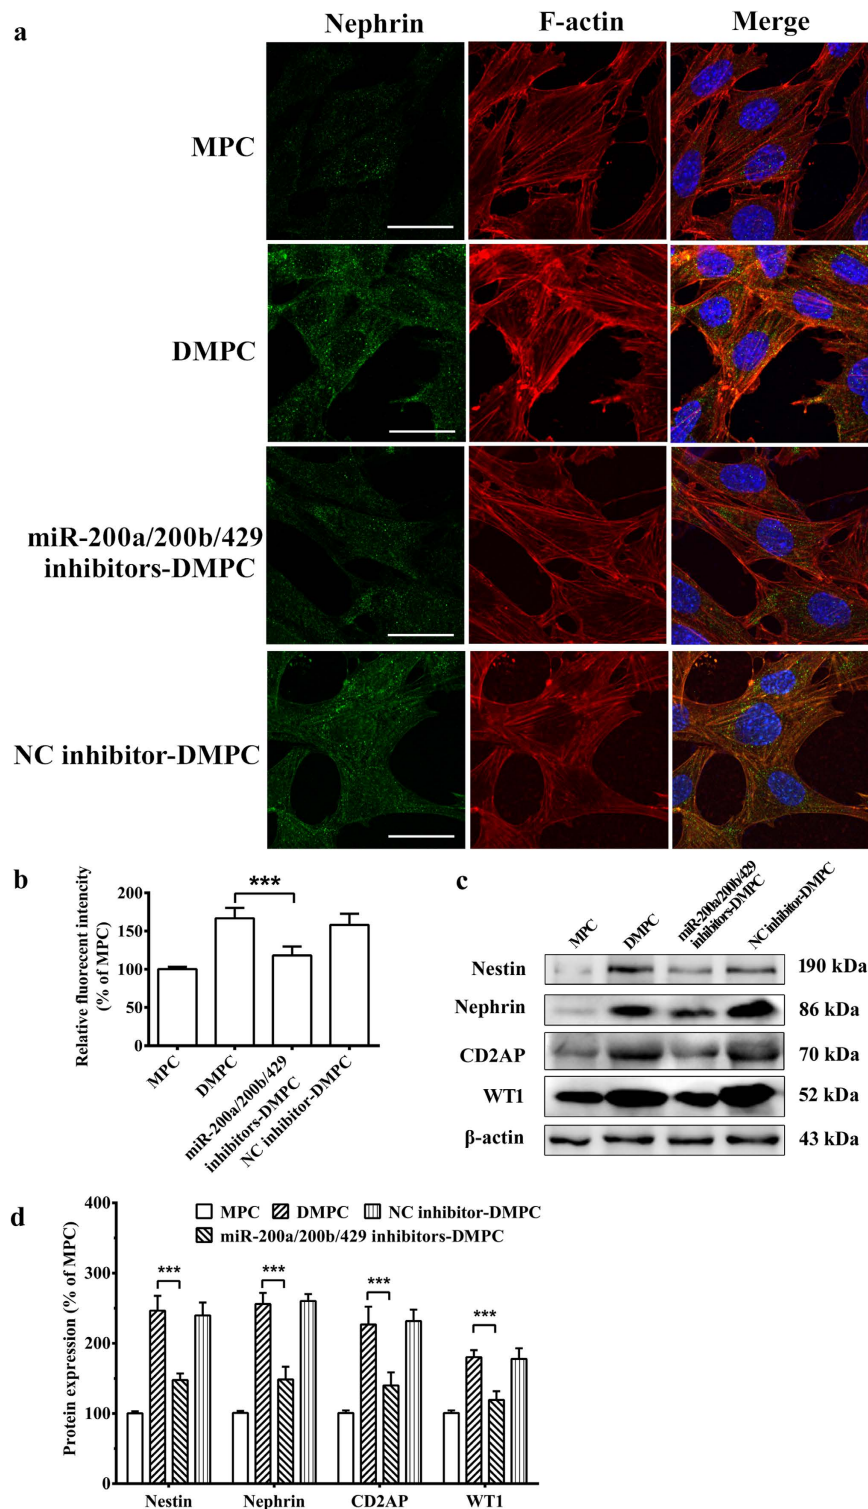 a
Nephrin F-actin Merge
MPC
DMPC
miR-200a/200b/429
inhibitors-DMPC
NC inhibitor-DMPC
b
Relative fluorecent intencity
(% of MPC)
200
150
100
50
0
***
MPC
DMPC
miR-200a/200b/429
inhibitors-DMPC
NC inhibitor-DMPC
c
MPC
DMPC
miR-200a/200b/429
inhibitors-DMPC
NC inhibitor-DMPC
Nestin 190 kDa
Nephrin 86 kDa
CD2AP 70 kDa
WT1 52 kDa
β-actin 43 kDa
d
Protein expression (% of MPC)
400
300
200
100
0
MPC DMPC NC inhibitor-DMPC
miR-200a/200b/429 inhibitors-DMPC
*** *** *** ***
Nestin Nephrin CD2AP WT1